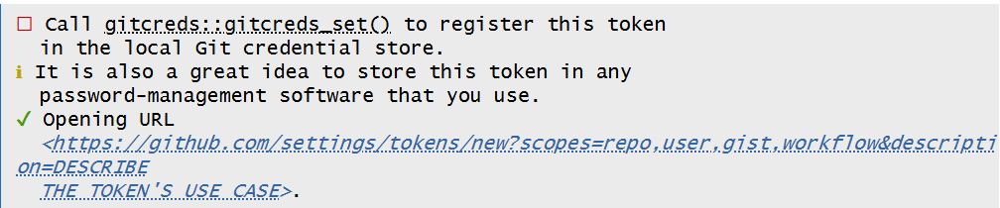 ☐ Call gitcreds::gitcreds_set() to register this token
in the local Git credential store.
ℹ It is also a great idea to store this token in any
password-management software that you use.
✔ Opening URL
<https://github.com/settings/tokens/new?scopes=repo,user,gist,workflow&descripti
on=DESCRIBE
THE TOKEN'S USE CASE>.